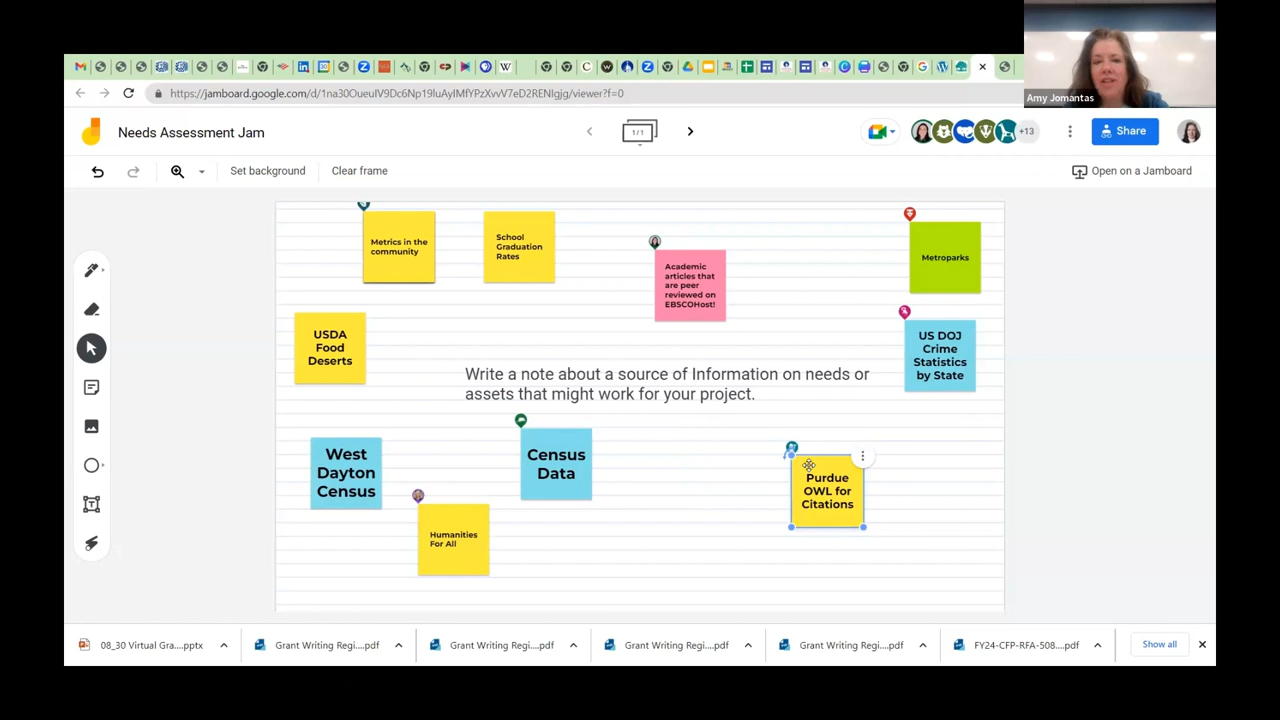 Amy Jomantas
https://jamboard.google.com/d/1na30OueuIV9Dc6Np19luAyIMfYPzXvvV7eD2RENlgjg/viewer?f=0
Needs Assessment Jam
1/1
+13
Share
Set background
Clear frame
Open on a Jamboard
Metrics in the
community
School
Graduation
Rates
Academic
articles that
are peer
reviewed on
EBSCOHost!
Metroparks
USDA
Food
Deserts
US DOJ
Crime
Statistics
by State
Write a note about a source of Information on needs or
assets that might work for your project.
West
Dayton
Census
Census
Data
Purdue
OWL for
Citations
Humanities
For All
08_30 Virtual Gra....pptx
Grant Writing Regi...pdf
Grant Writing Regi...pdf
Grant Writing Regi...pdf
Grant Writing Regi...pdf
FY24-CFP-RFA-508...pdf
Show all